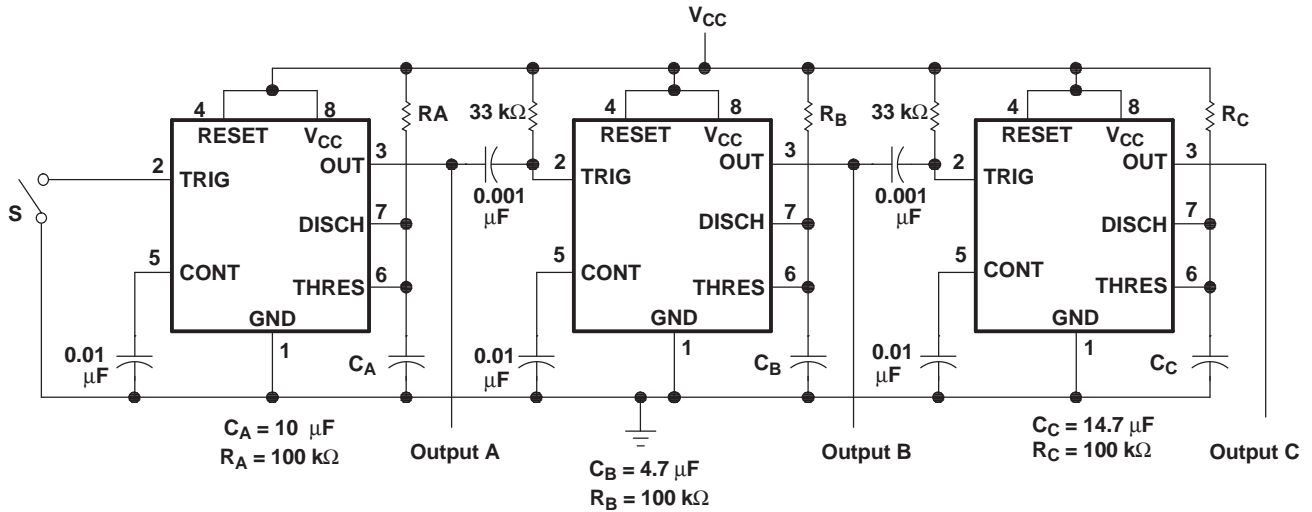 VCC
4 8 RA 33 kΩ 4 8 RB 33 kΩ 4 8 RC
RESET VCC RESET VCC RESET VCC
OUT 3 OUT 3 OUT 3
2 TRIG 2 TRIG 2 TRIG
0.001 μF 0.001 μF
S
DISCH 7 DISCH 7 DISCH 7
5 CONT 5 CONT 5 CONT
THRES 6 THRES 6 THRES 6
GND GND GND
1 1 1
0.01 μF CA 0.01 μF CB 0.01 μF CC
CA = 10 μF
RA = 100 kΩ
Output A
CB = 4.7 μF
RB = 100 kΩ
Output B
CC = 14.7 μF
RC = 100 kΩ
Output C